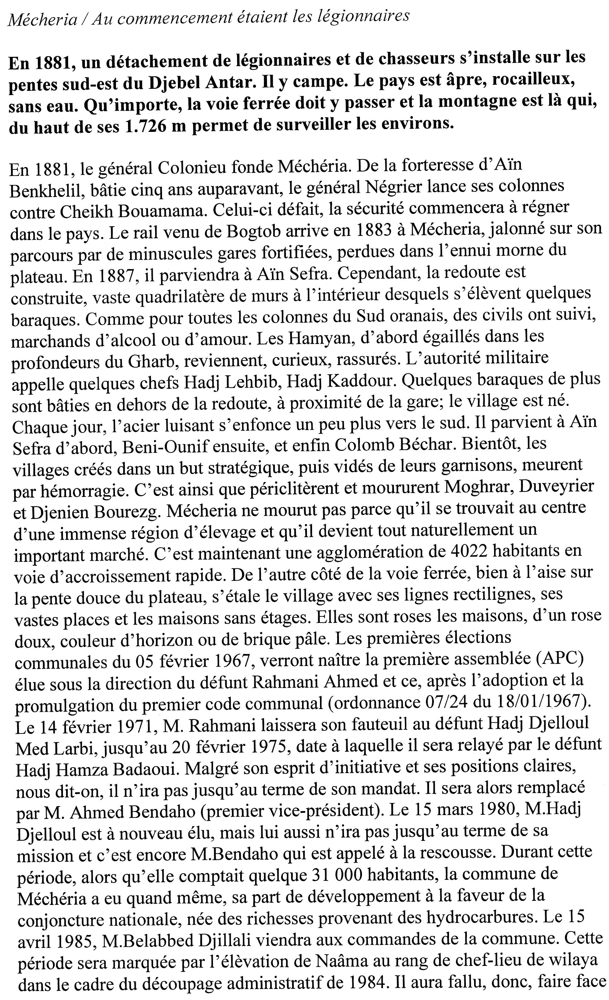 Mécheria / Au commencement étaient les légionnaires
En 1881, un détachement de légionnaires et de chasseurs s’installe sur les
pentes sud-est du Djebel Antar. Il y campe. Le pays est âpre, rocailleux,
sans eau. Qu’importe, la voie ferrée doit y passer et la montagne est là qui,
du haut de ses 1.726 m permet de surveiller les environs.
En 1881, le général Colonieu fonde Méchéria. De la forteresse d’Aïn
Benkhelil, bâtie cinq ans auparavant, le général Négrier lance ses colonnes
contre Cheikh Bouamama. Celui-ci défait, la sécurité commencera à régner
dans le pays. Le rail venu de Bogtob arrive en 1883 à Mécheria, jalonné sur son
parcours par de minuscules gares fortifiées, perdues dans l’ennui morne du
plateau. En 1887, il parviendra à Aïn Sefra. Cependant, la redoute est
construite, vaste quadrilatère de murs à l’intérieur desquels s’élèvent quelques
baraques. Comme pour toutes les colonnes du Sud oranais, des civils ont suivi,
marchands d’alcool ou d’amour. Les Hamyan, d’abord égaillés dans les
profondeurs du Gharb, reviennent, curieux, rassurés. L’autorité militaire
appelle quelques chefs Hadj Lehbib, Hadj Kaddour. Quelques baraques de plus
sont bâties en dehors de la redoute, à proximité de la gare; le village est né.
Chaque jour, l’acier luisant s’enfonce un peu plus vers le sud. Il parvient à Aïn
Sefra d’abord, Beni-Ounif ensuite, et enfin Colomb Béchar. Bientôt, les
villages créés dans un but stratégique, puis vidés de leurs garnisons, meurent
par hémorragie. C’est ainsi que périclitèrent et moururent Moghrar, Duveyrier
et Djenien Bourezg. Mécheria ne mourut pas parce qu’il se trouvait au centre
d’une immense région d’élevage et qu’il devient tout naturellement un
important marché. C’est maintenant une agglomération de 4022 habitants en
voie d’accroissement rapide. De l’autre côté de la voie ferrée, bien à l’aise sur
la pente douce du plateau, s’étale le village avec ses lignes rectilignes, ses
vastes places et les maisons sans étages. Elles sont roses les maisons, d’un rose
doux, couleur d’horizon ou de brique pâle. Les premières élections
communales du 05 février 1967, verront naître la première assemblée (APC)
élue sous la direction du défunt Rahmani Ahmed et ce, après l’adoption et la
promulgation du premier code communal (ordonnance 07/24 du 18/01/1967).
Le 14 février 1971, M. Rahmani laissera son fauteuil au défunt Hadj Djelloul
Med Larbi, jusqu’au 20 février 1975, date à laquelle il sera relayé par le défunt
Hadj Hamza Badaoui. Malgré son esprit d’initiative et ses positions claires,
nous dit-on, il n’ira pas jusqu’au terme de son mandat. Il sera alors remplacé
par M. Ahmed Bendaho (premier vice-président). Le 15 mars 1980, M.Hadj
Djelloul est à nouveau élu, mais lui aussi n’ira pas jusqu’au terme de sa
mission et c’est encore M.Bendaho qui est appelé à la rescousse. Durant cette
période, alors qu’elle comptait quelque 31 000 habitants, la commune de
Méchéria a eu quand même, sa part de développement à la faveur de la
conjoncture nationale, née des richesses provenant des hydrocarbures. Le 15
avril 1985, M.Belabbed Djillali viendra aux commandes de la commune. Cette
période sera marquée par l’élèvation de Naâma au rang de chef-lieu de wilaya
dans le cadre du découpage administratif de 1984. Il aura fallu, donc, faire face